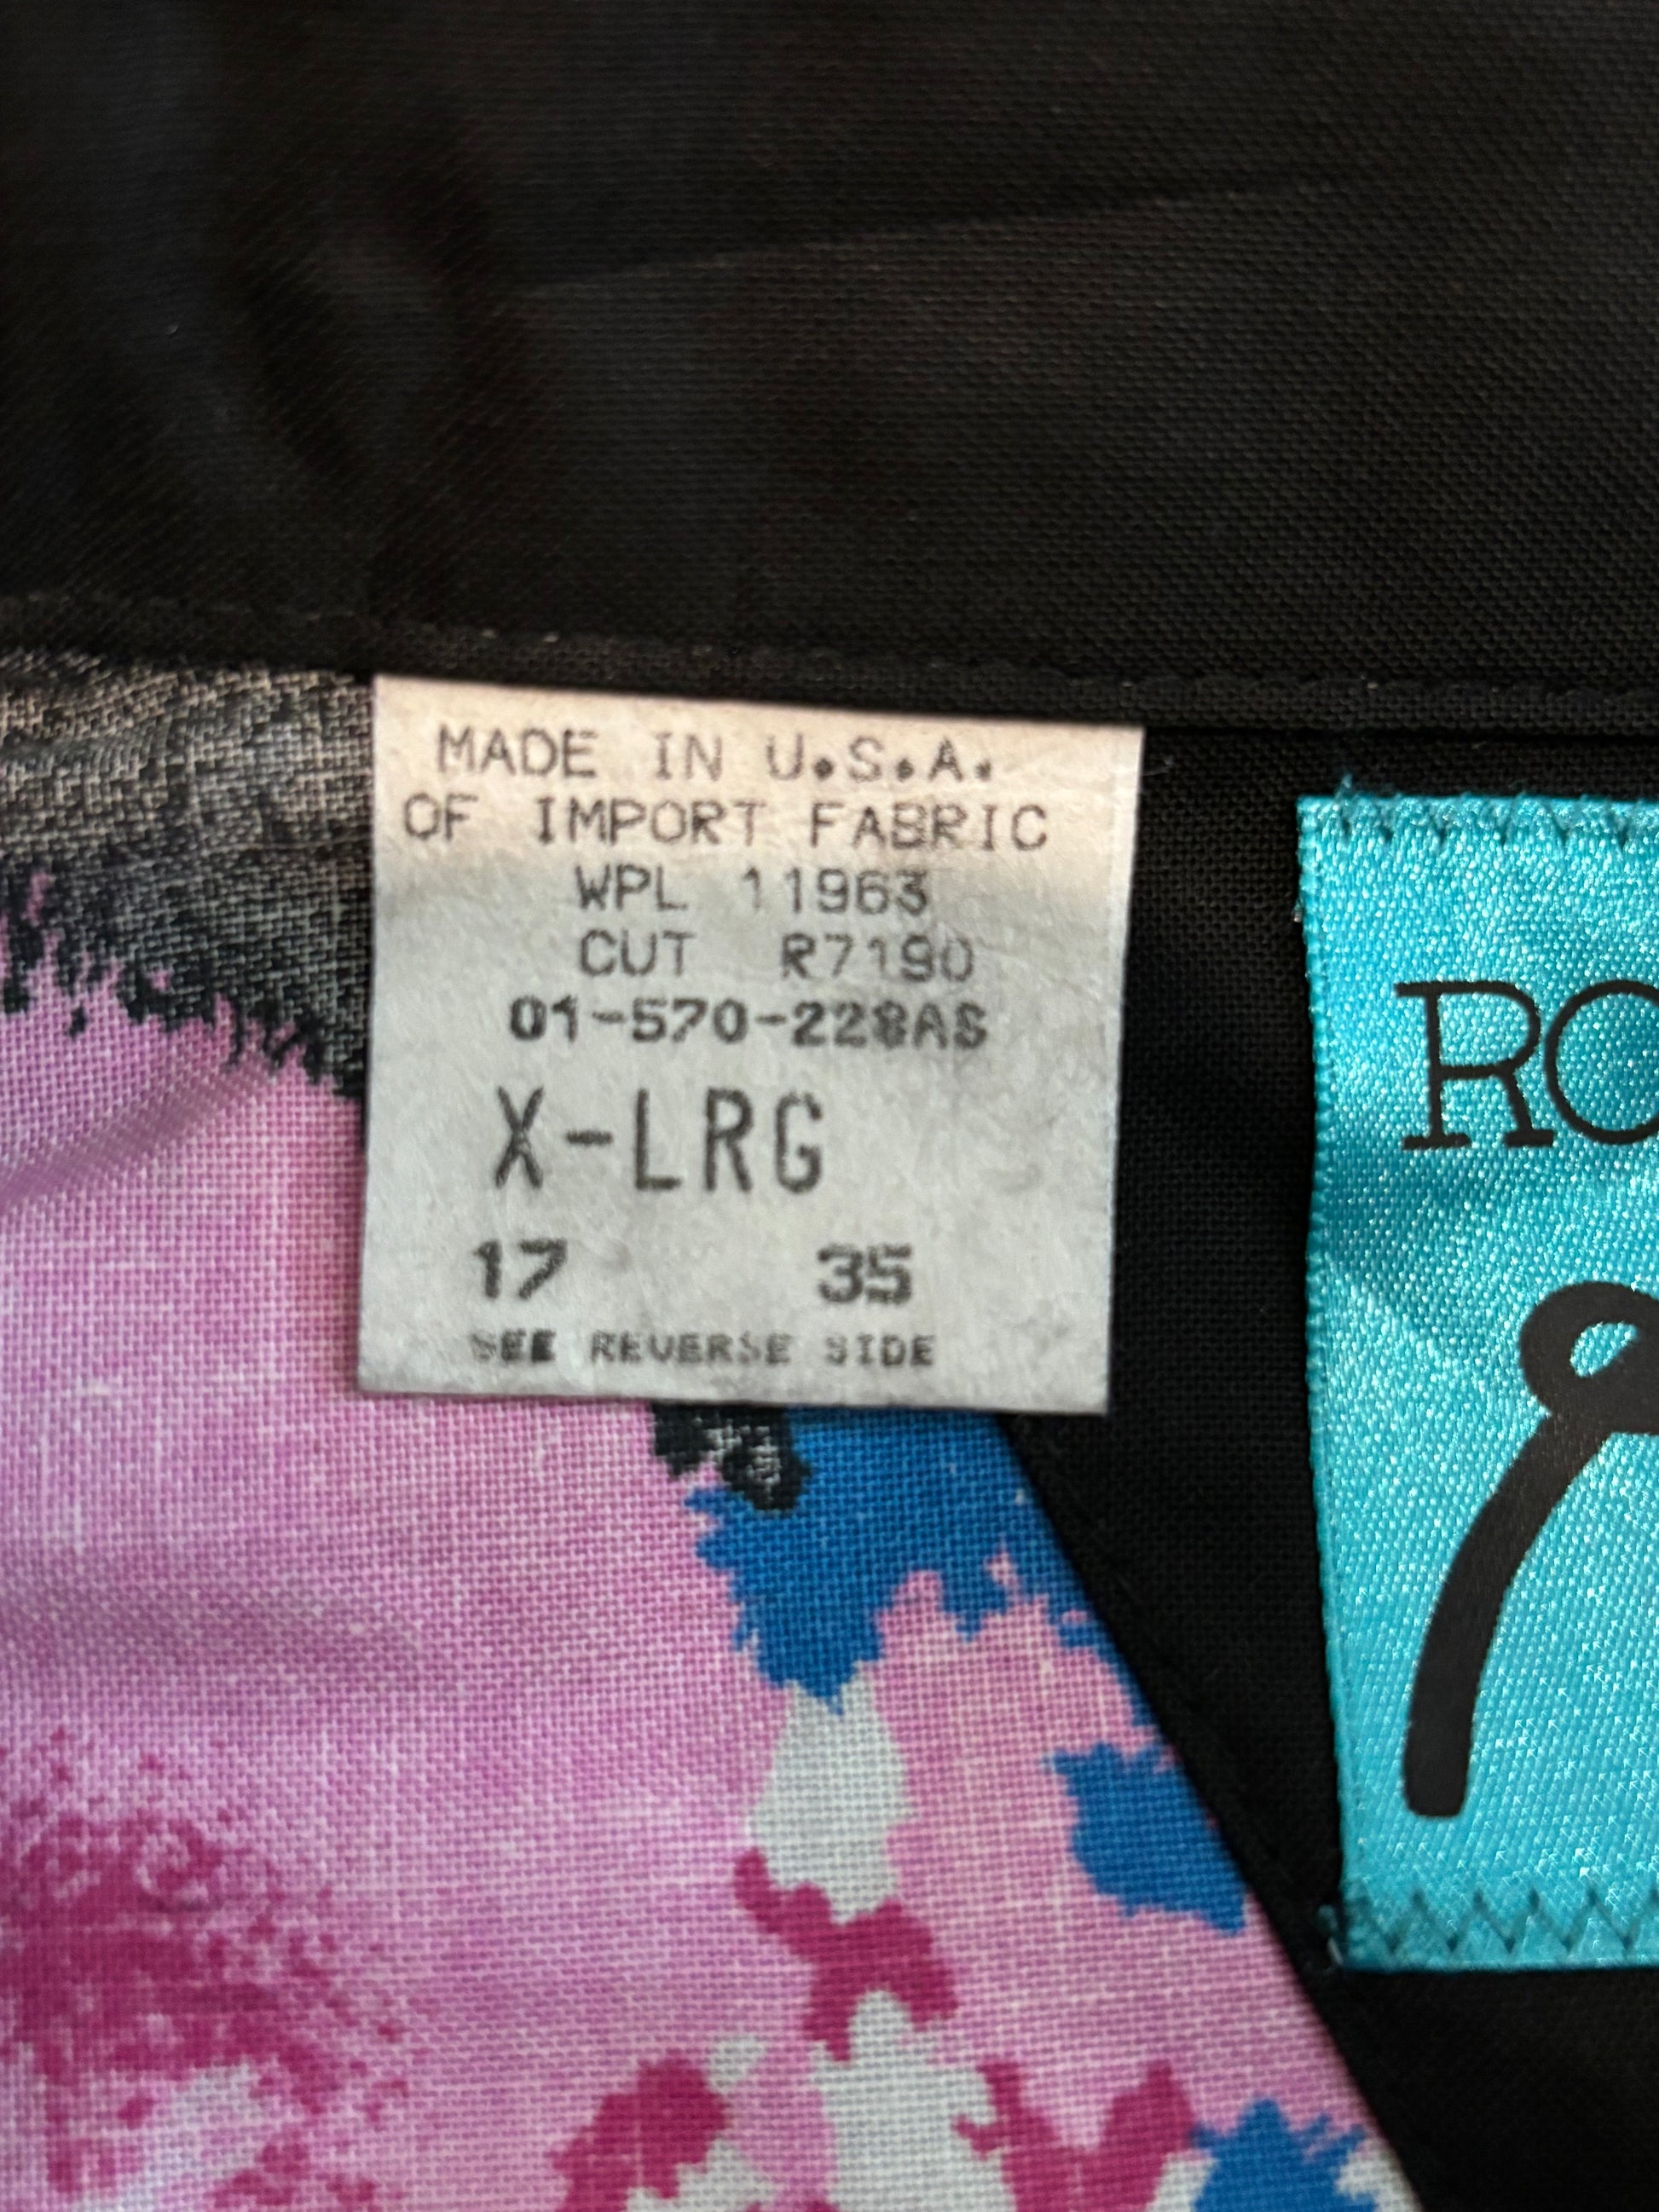 MADE IN U.S.A.
OF IMPORT FABRIC
WPL 11963
CUT R7190
01-570-228AS
X-LRG
17 35
SEE REVERSE SIDE
RO